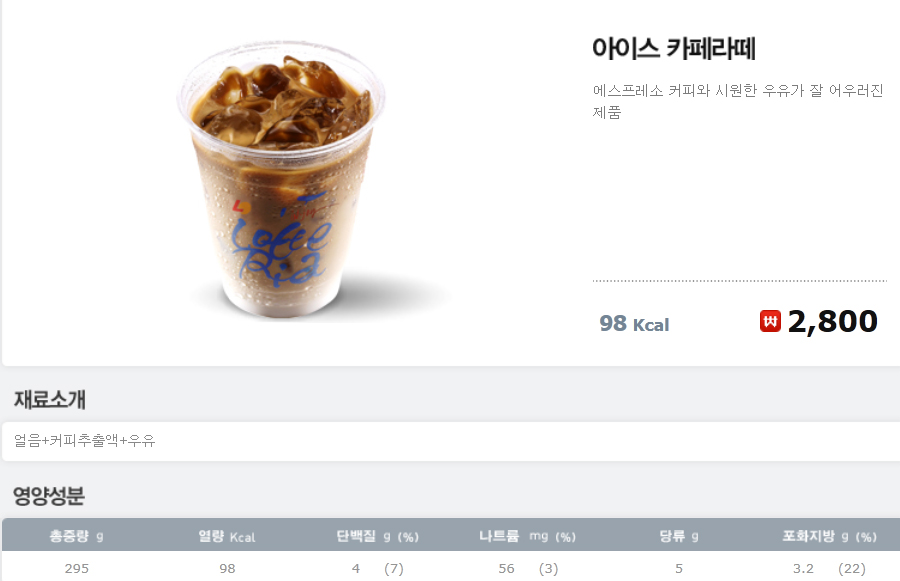 아이스 카페라떼
에스프레소 커피와 시원한 우유가 잘 어우러진
제품
Lotte
Ria
98 Kcal
₩ 2,800
재료소개
얼음+커피추출액+우유
영양성분
총중량 g 열량 Kcal 단백질 g (%) 나트륨 mg (%) 당류 g 포화지방 g (%)
295 98 4 (7) 56 (3) 5 3.2 (22)